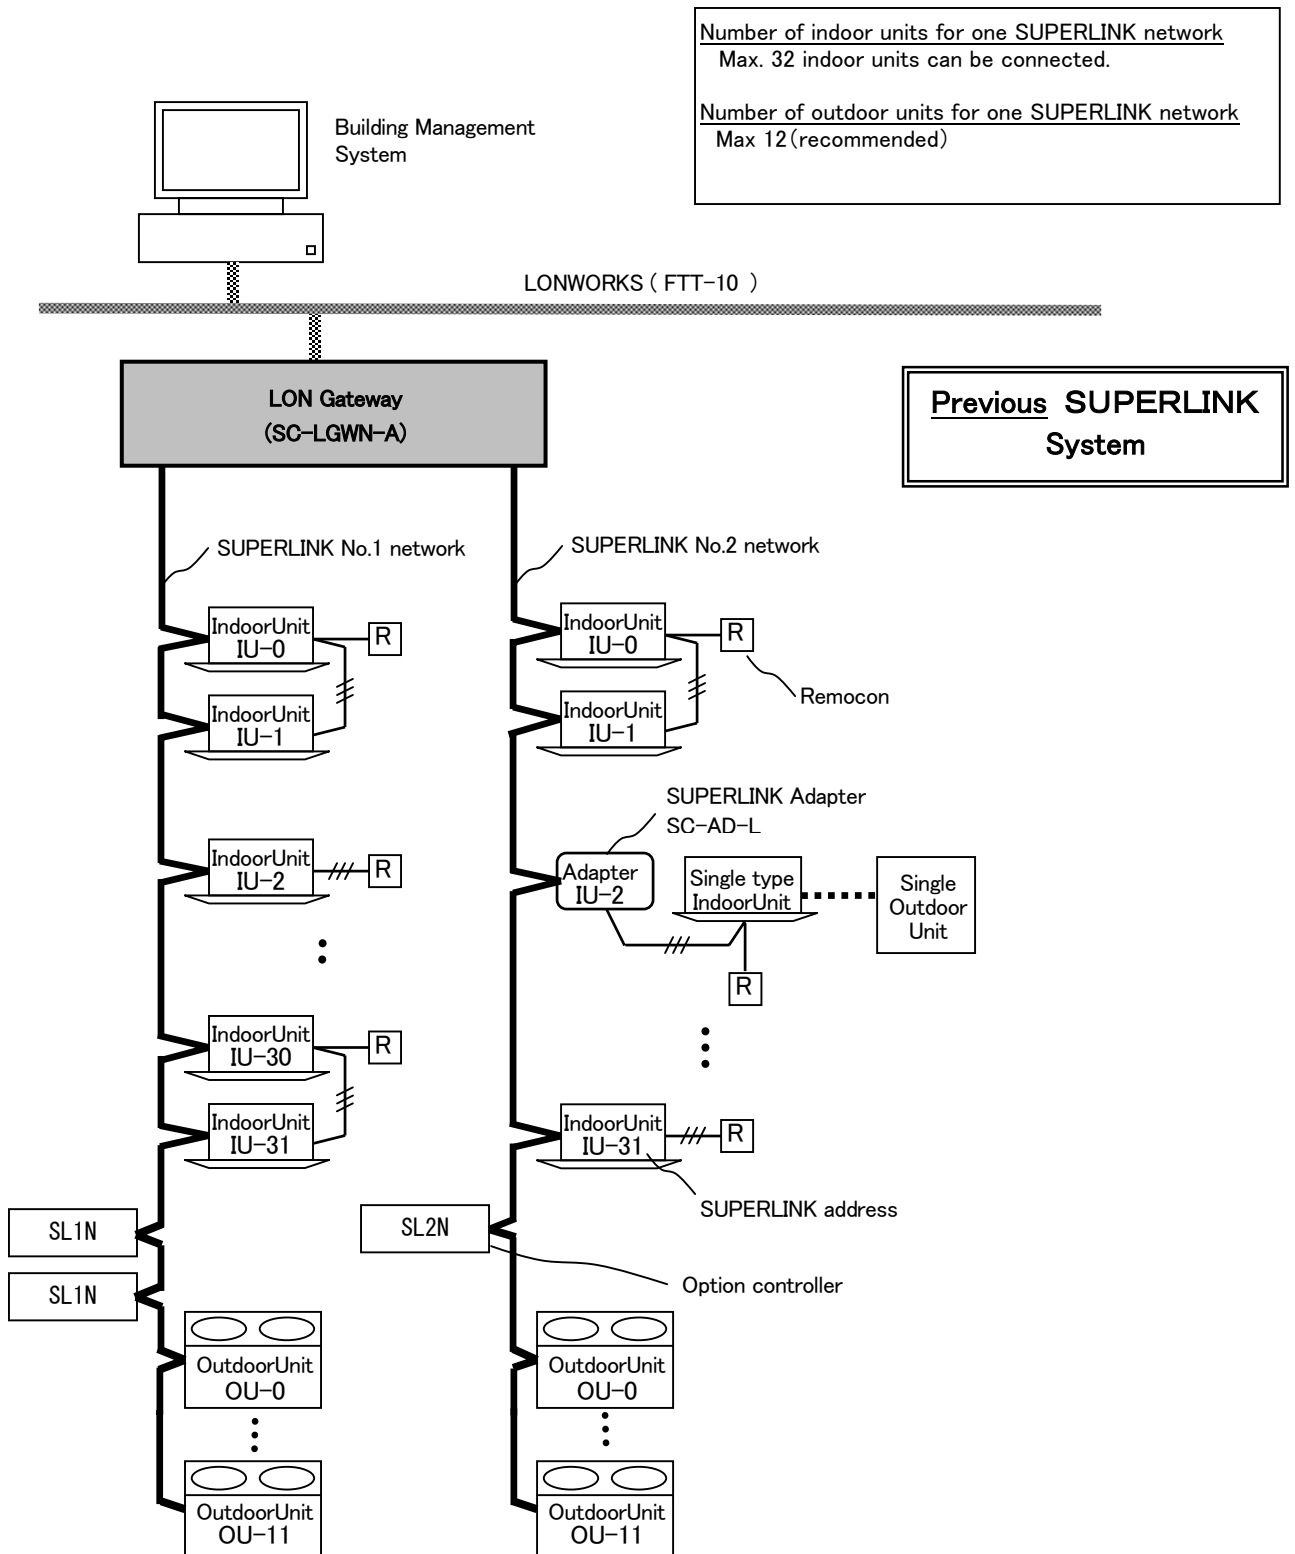 Number of indoor units for one SUPERLINK network
Max. 32 indoor units can be connected.
Number of outdoor units for one SUPERLINK network
Max 12(recommended)
Building Management
System
LONWORKS ( FTT-10 )
LON Gateway
(SC-LGWN-A)
Previous SUPERLINK
System
SUPERLINK No.1 network
SUPERLINK No.2 network
IndoorUnit
IU-0
R
IndoorUnit
IU-0
R
Remocon
IndoorUnit
IU-1
IndoorUnit
IU-1
SUPERLINK Adapter
SC-AD-L
IndoorUnit
IU-2
R
Adapter
IU-2
Single type
IndoorUnit
Single
Outdoor
Unit
R
IndoorUnit
IU-30
R
IndoorUnit
IU-31
IndoorUnit
IU-31
R
SUPERLINK address
SL1N
SL2N
SL1N
Option controller
OutdoorUnit
OU-0
OutdoorUnit
OU-0
OutdoorUnit
OU-11
OutdoorUnit
OU-11